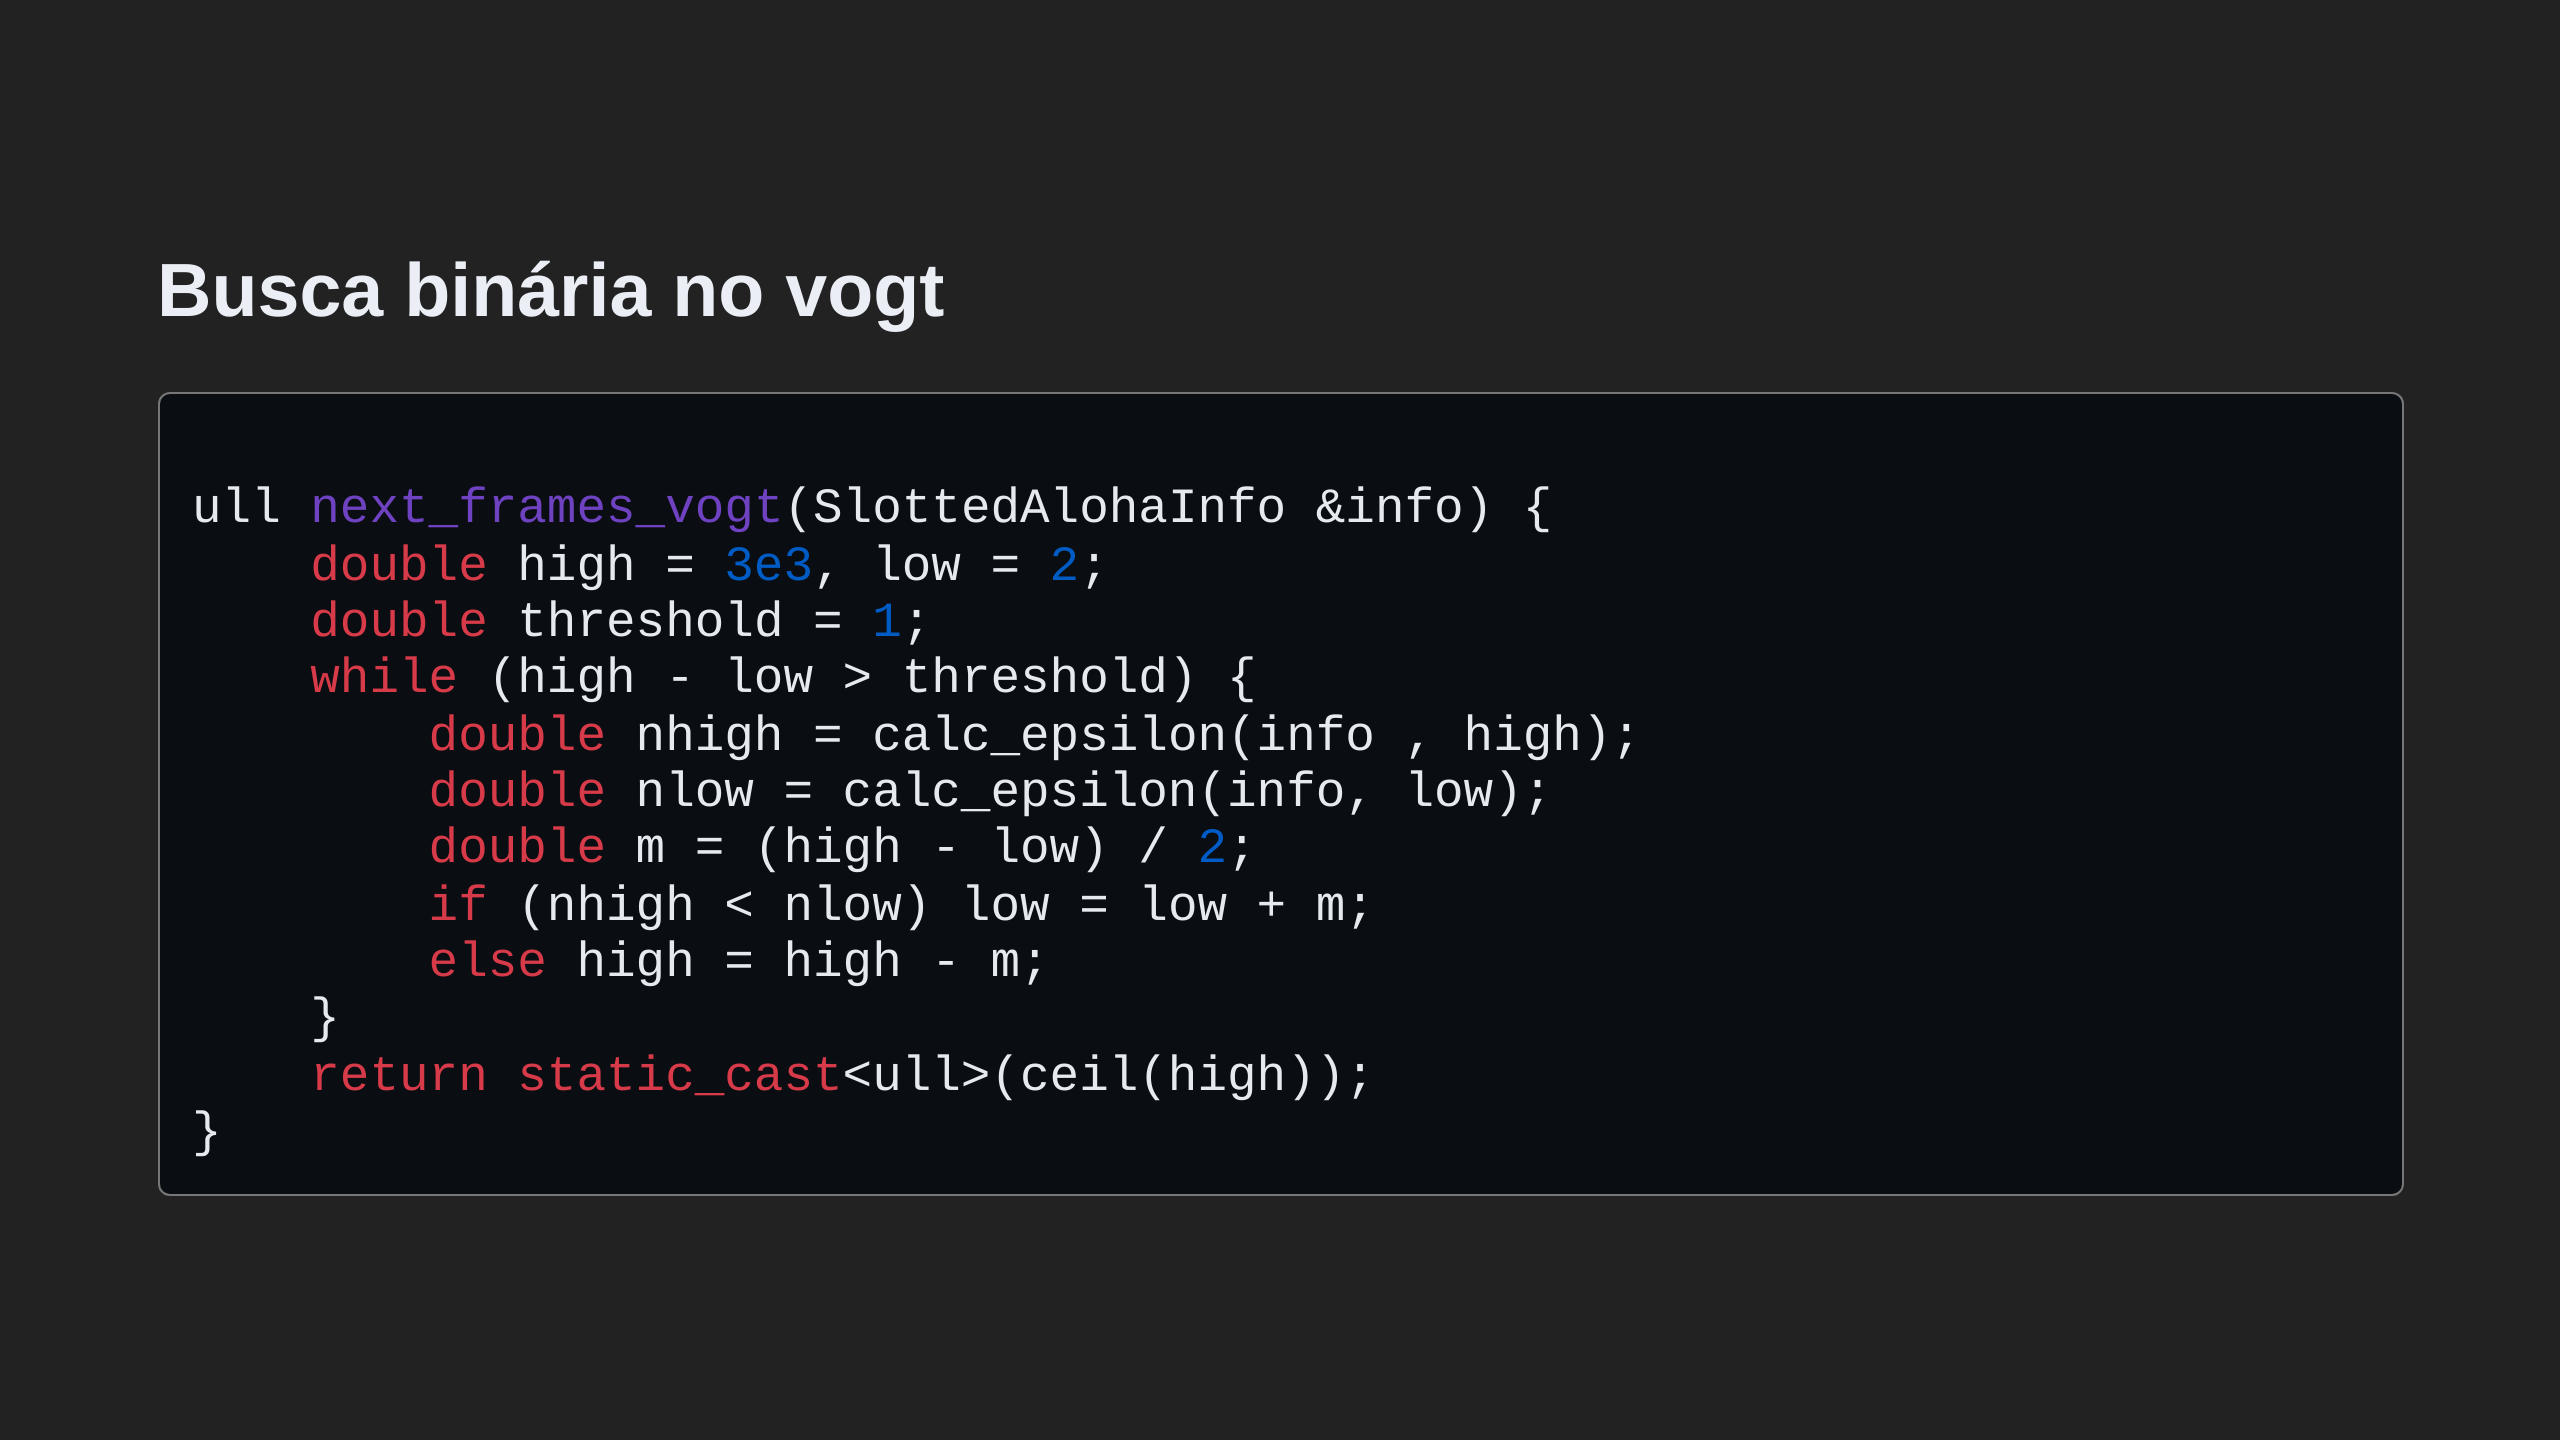 Busca binária no vogt
ull next_frames_vogt(SlottedAlohaInfo &info) {
    double high = 3e3, low = 2;
    double threshold = 1;
    while (high - low > threshold) {
        double nhigh = calc_epsilon(info , high);
        double nlow = calc_epsilon(info, low);
        double m = (high - low) / 2;
        if (nhigh < nlow) low = low + m;
        else high = high - m;
    }
    return static_cast<ull>(ceil(high));
}